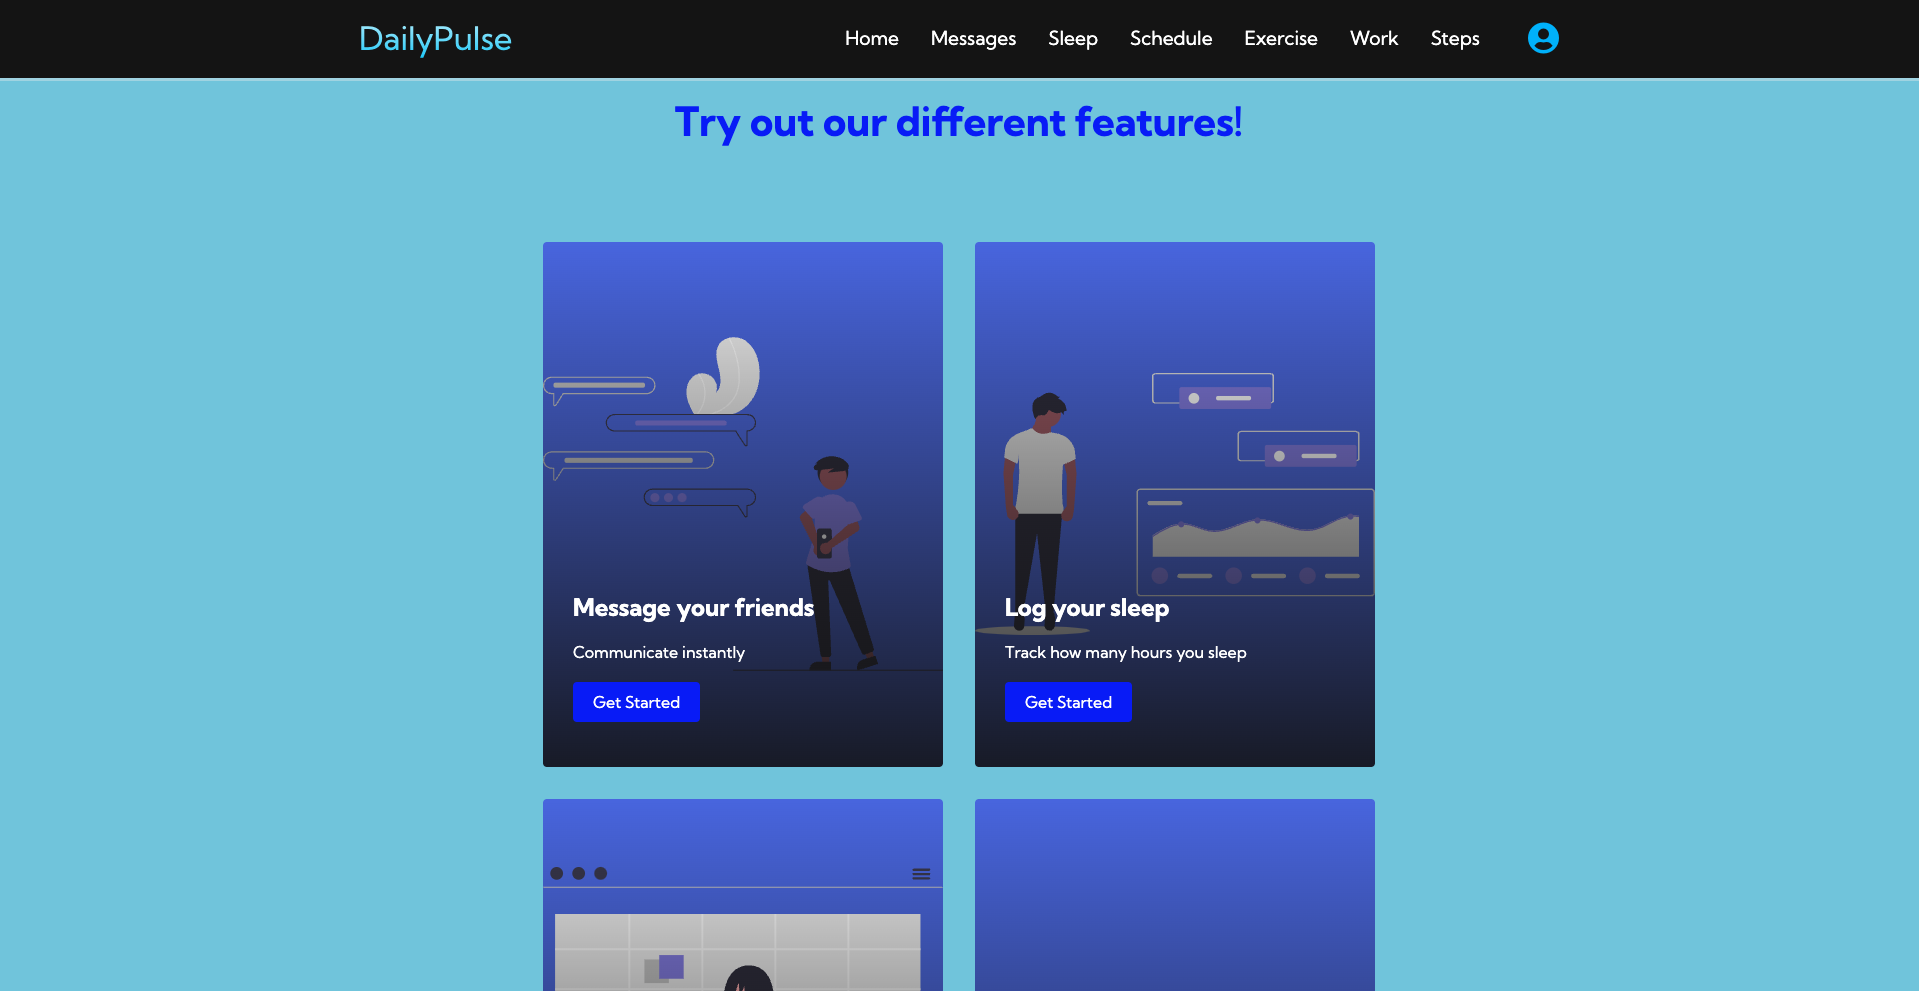 DailyPulse
Home Messages Sleep Schedule Exercise Work Steps
Try out our different features!
Message your friends
Communicate instantly
Get Started
Log your sleep
Track how many hours you sleep
Get Started